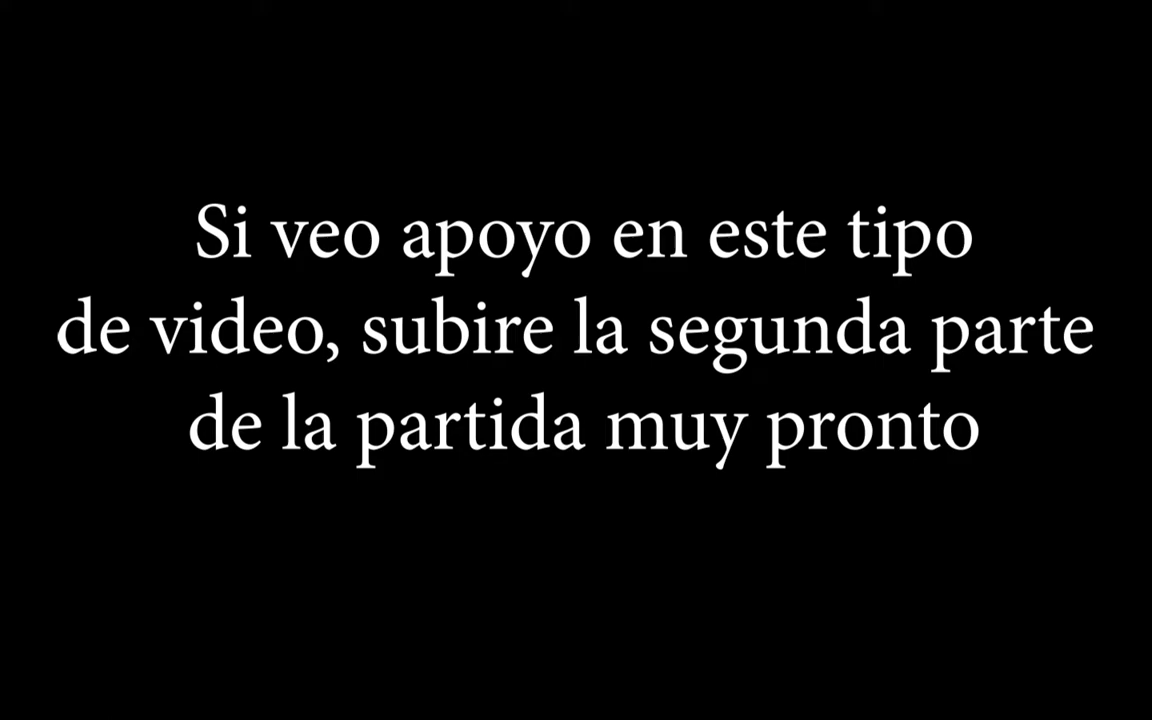 Si veo apoyo en este tipo
de video, subire la segunda parte
de la partida muy pronto